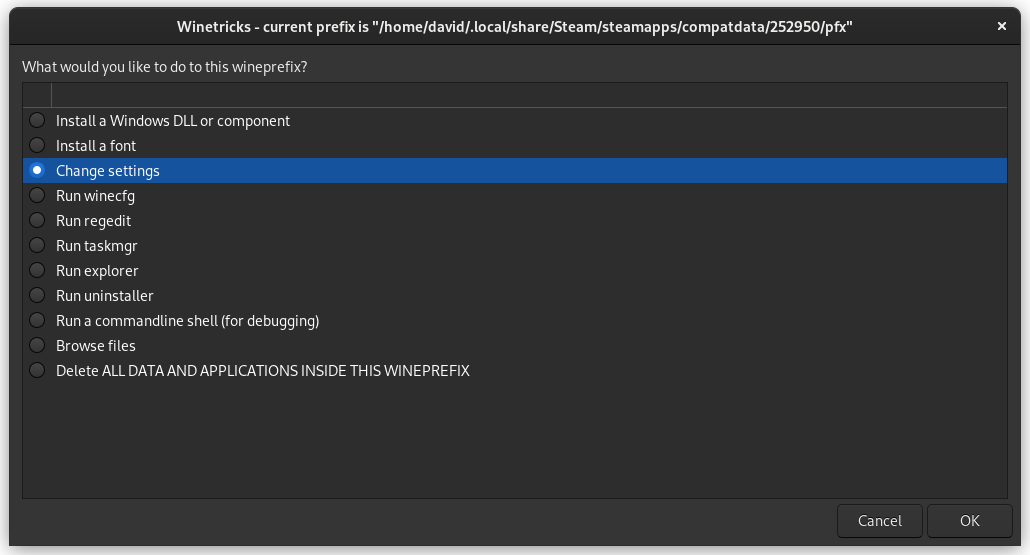 Winetricks - current prefix is "/home/david/.local/share/Steam/steamapps/compatdata/252950/pfx"
What would you like to do to this wineprefix?
Install a Windows DLL or component
Install a font
Change settings
Run winecfg
Run regedit
Run taskmgr
Run explorer
Run uninstaller
Run a commandline shell (for debugging)
Browse files
Delete ALL DATA AND APPLICATIONS INSIDE THIS WINEPREFIX
Cancel OK